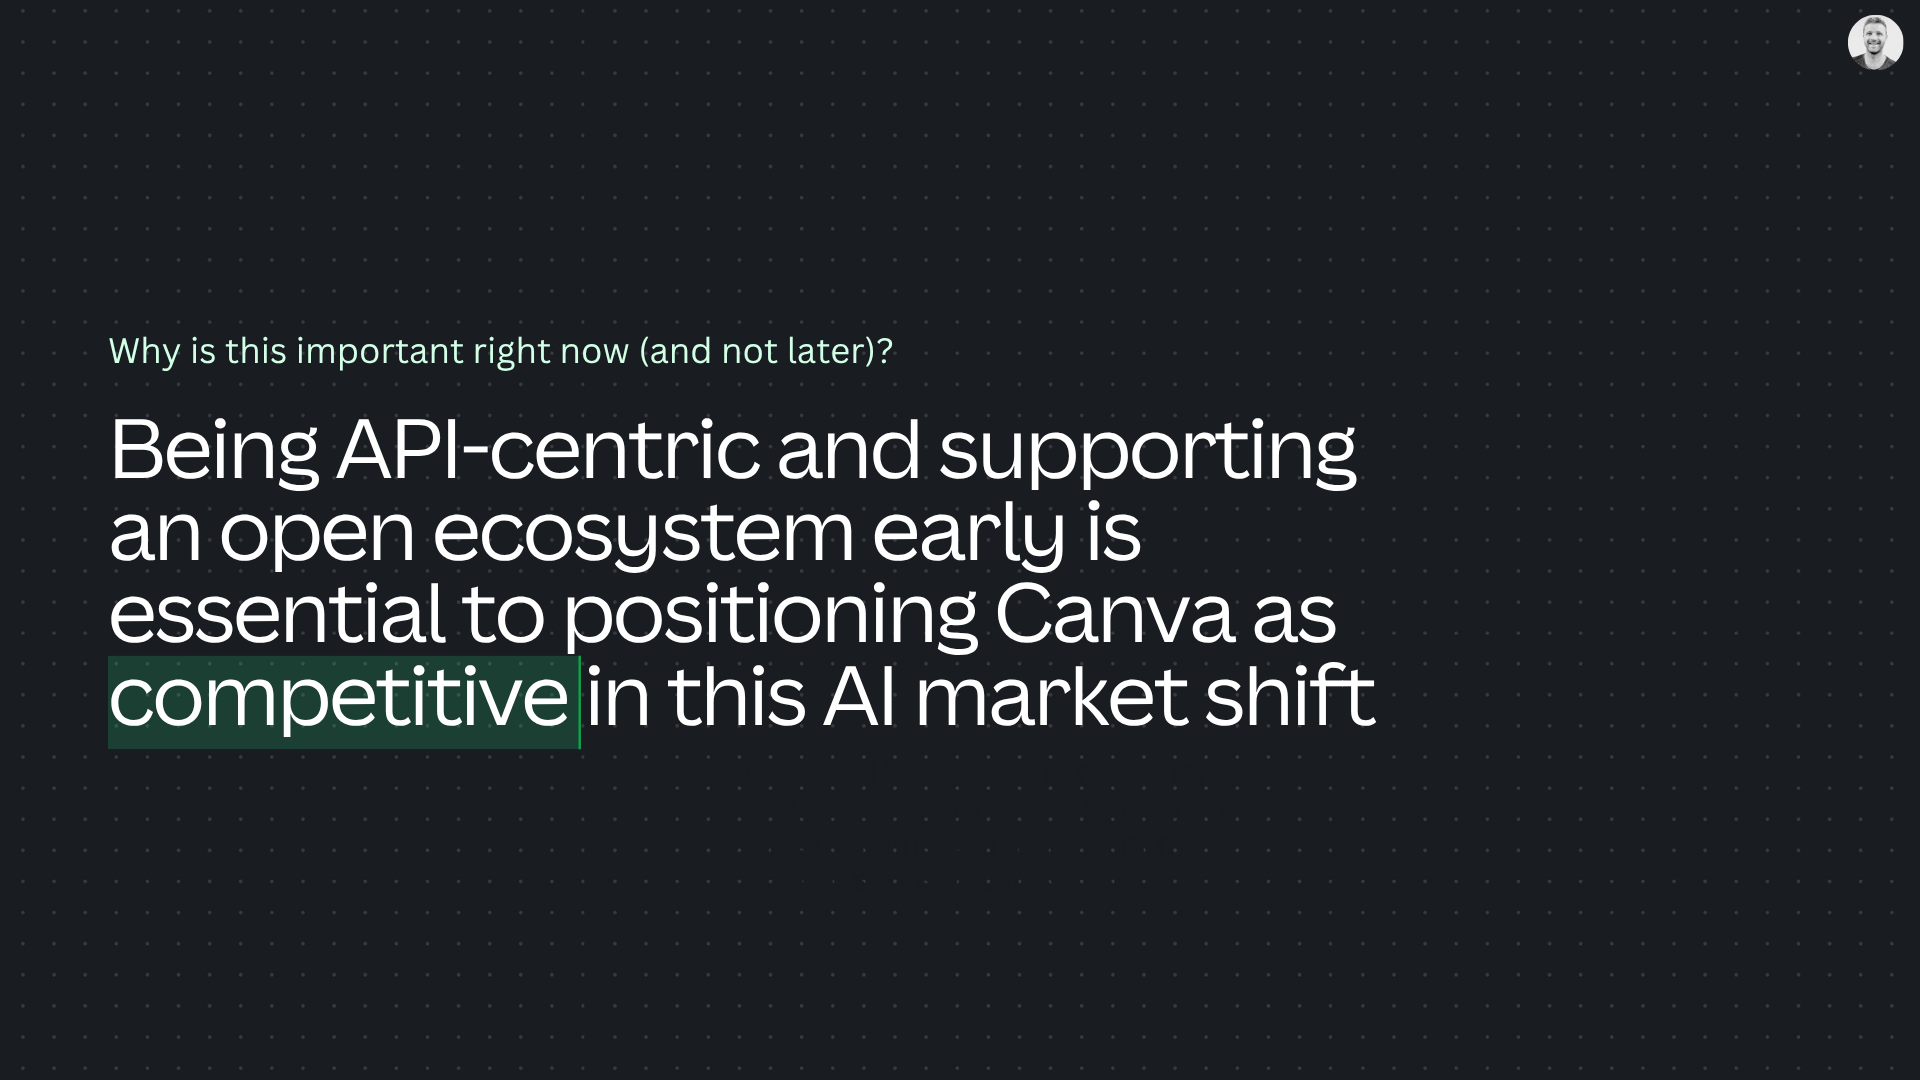 Why is this important right now (and not later)?
Being API-centric and supporting
an open ecosystem early is
essential to positioning Canva as
competitive in this AI market shift